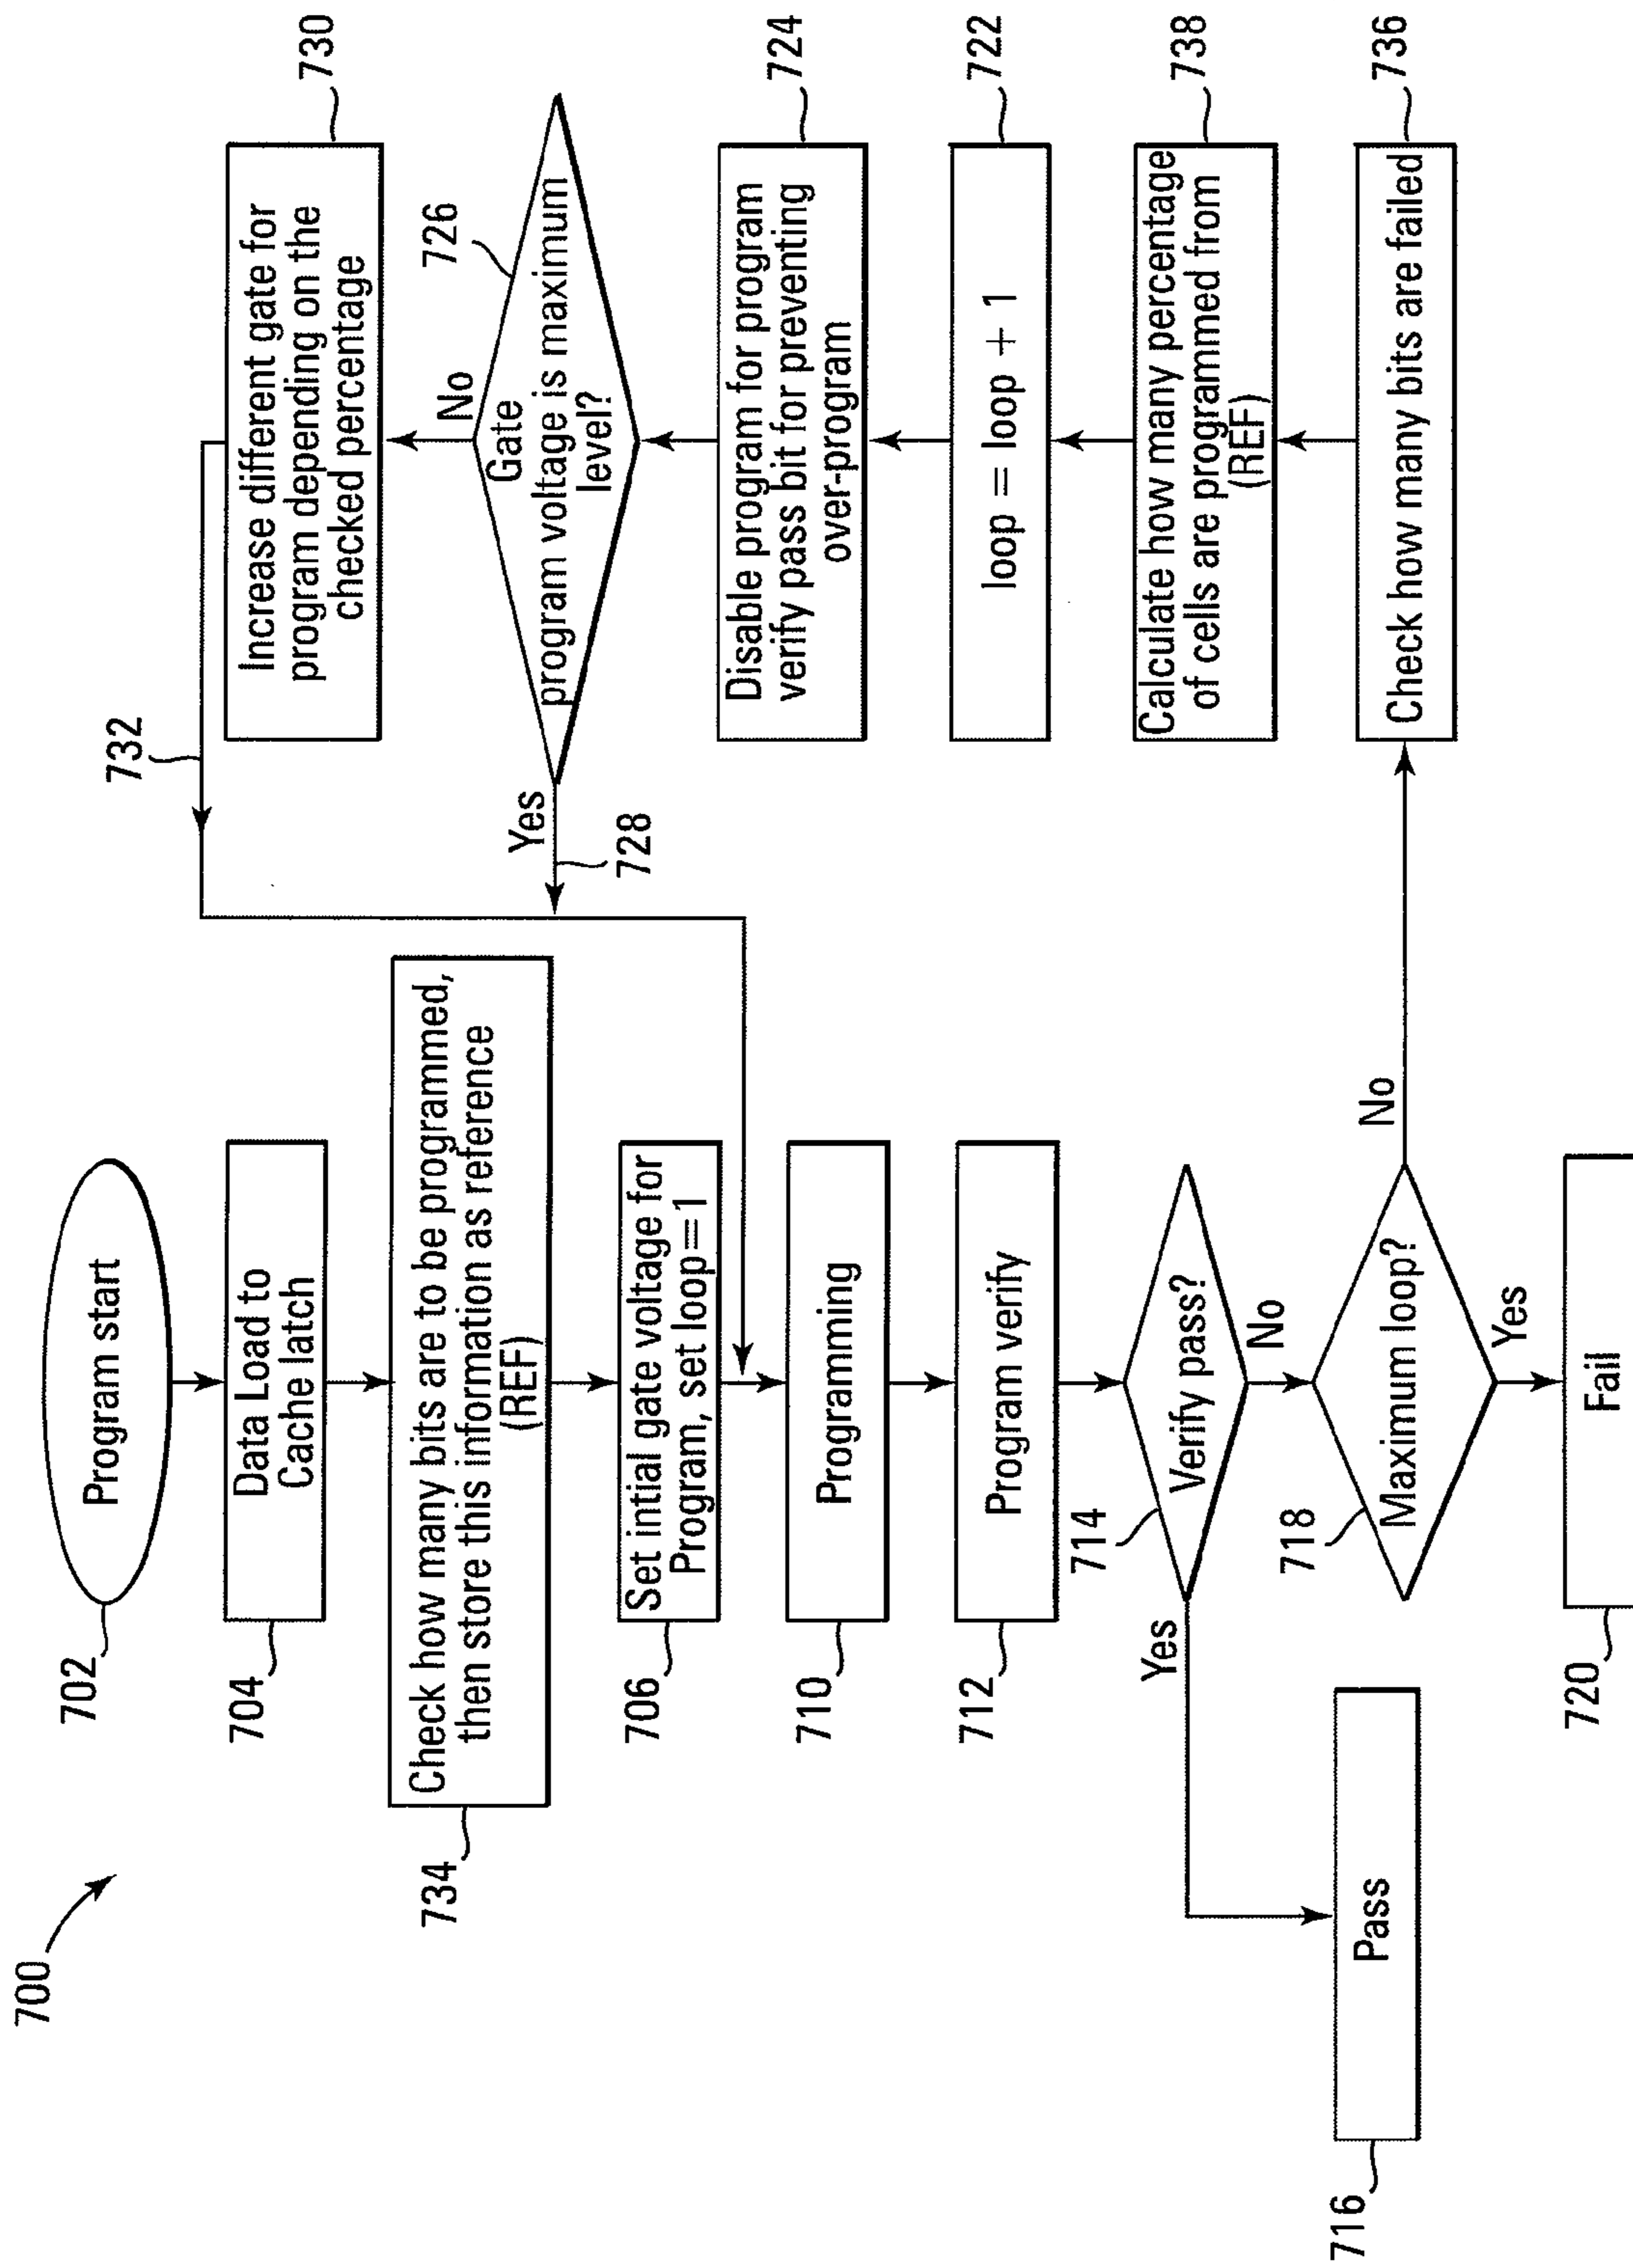 700
702
Program start
704
Data Load to
Cache latch
734
Check how many bits are to be programmed,
then store this information as reference
(REF)
706
Set intial gate voltage for
Program, set loop=1
710
Programming
712
Program verify
714
Verify pass?
Yes
No
716
Pass
718
Maximum loop?
No
Yes
720
Fail
736
Check how many bits are failed
738
Calculate how many percentage
of cells are programmed from
(REF)
722
loop = loop + 1
724
Disable program for program
verify pass bit for preventing
over-program
726
Gate
program voltage is maximum
level?
Yes
728
No
730
Increase different gate for
program depending on the
checked percentage
732